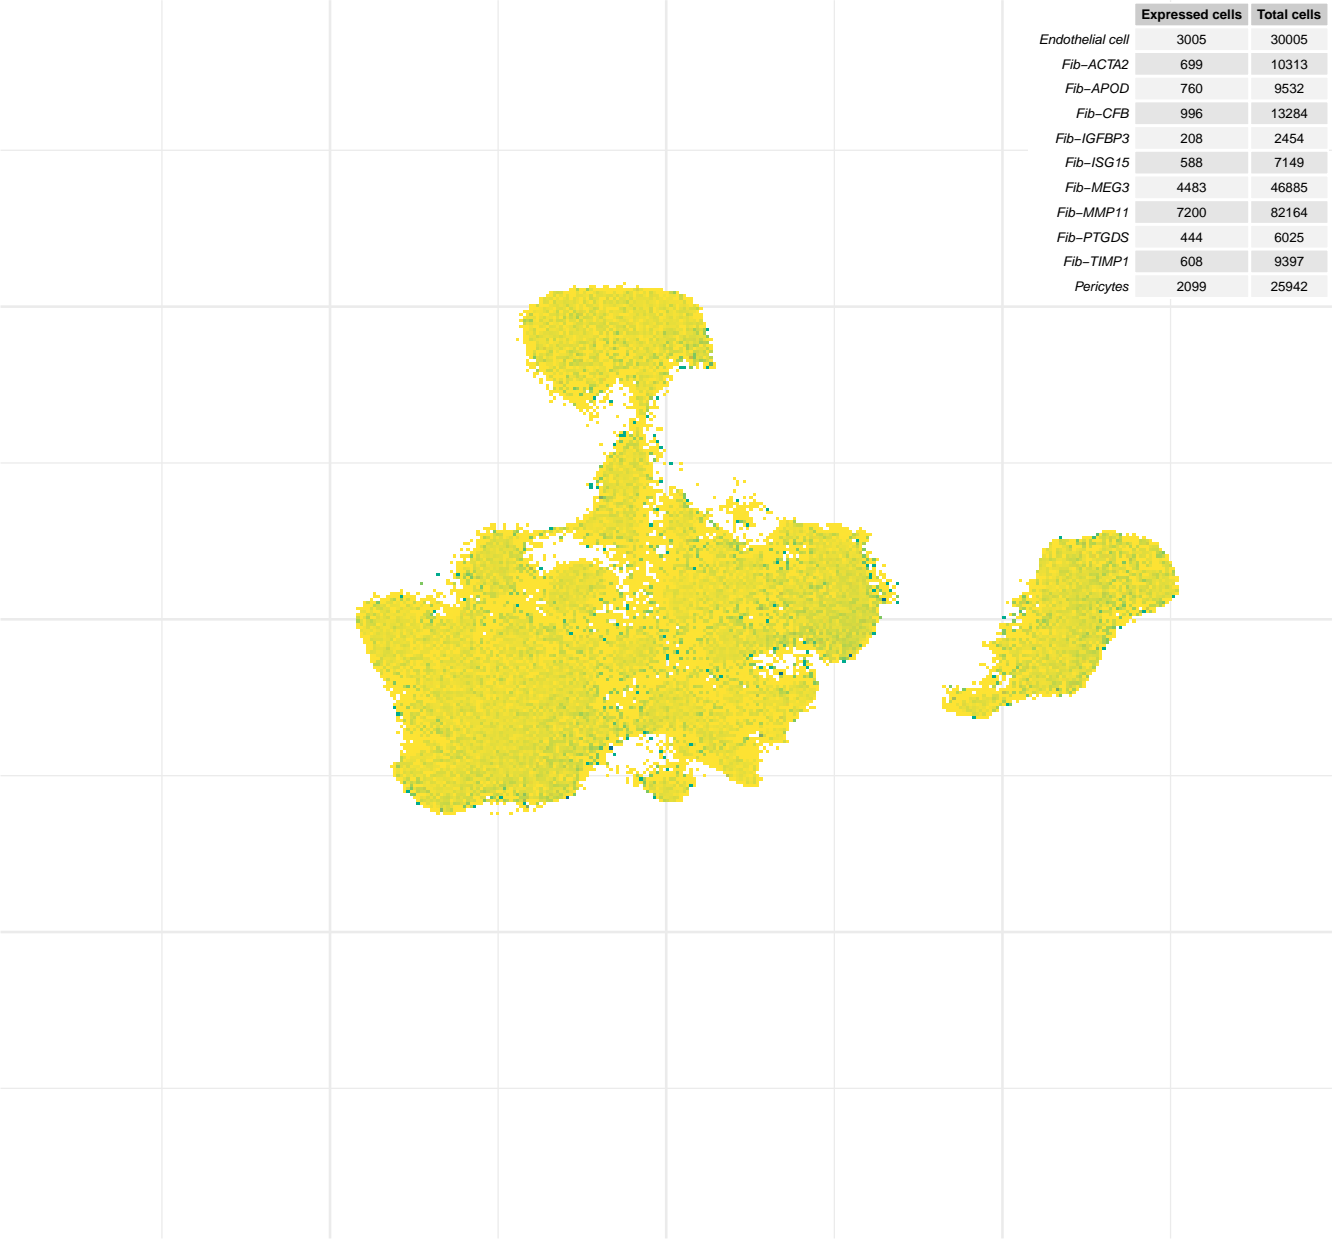 Expressed cells Total cells
Endothelial cell 3005 30005
Fib−ACTA2 699 10313
Fib−APOD 760 9532
Fib−CFB 996 13284
Fib−IGFBP3 208 2454
Fib−ISG15 588 7149
Fib−MEG3 4483 46885
Fib−MMP11 7200 82164
Fib−PTGDS 444 6025
Fib−TIMP1 608 9397
Pericytes 2099 25942